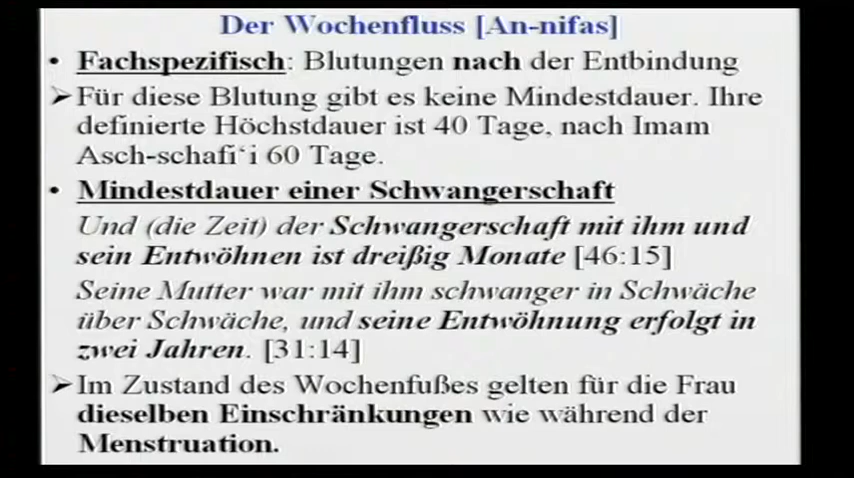 Der Wochenfluss [An-nifas]
• Fachspezifisch: Blutungen nach der Entbindung
➢ Für diese Blutung gibt es keine Mindestdauer. Ihre
definierte Höchstdauer ist 40 Tage, nach Imam
Asch-schafi‘i 60 Tage.
• Mindestdauer einer Schwangerschaft
Und (die Zeit) der Schwangerschaft mit ihm und
sein Entwöhnen ist dreißig Monate [46:15]
Seine Mutter war mit ihm schwanger in Schwäche
über Schwäche, und seine Entwöhnung erfolgt in
zwei Jahren. [31:14]
➢ Im Zustand des Wochenfußes gelten für die Frau
dieselben Einschränkungen wie während der
Menstruation.